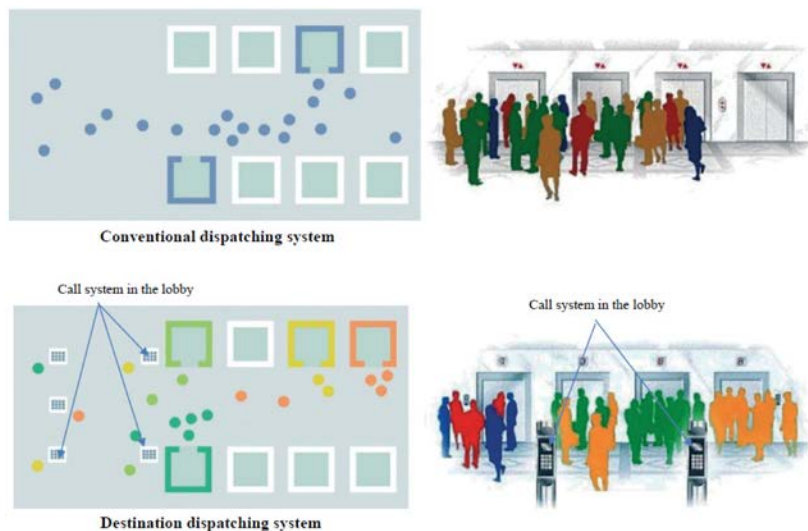 Conventional dispatching system
Call system in the lobby
Call system in the lobby
Destination dispatching system